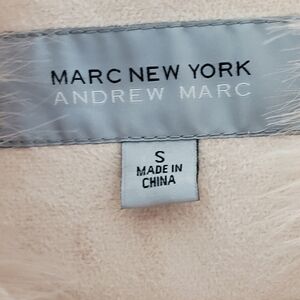 MARC NEW YORK
ANDREW MARC
S
MADE IN
CHINA